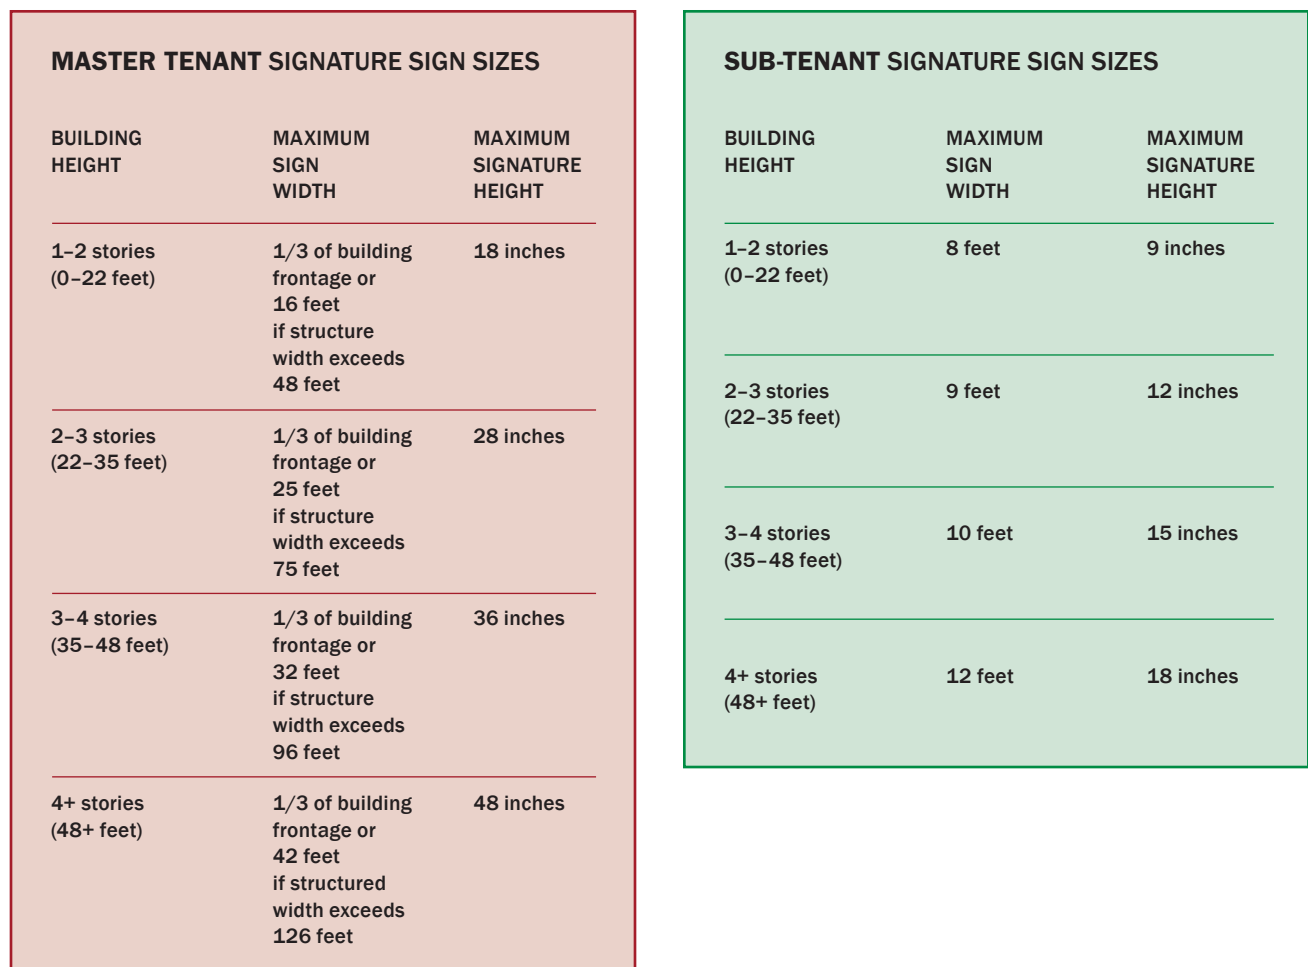 MASTER TENANT SIGNATURE SIGN SIZES
BUILDING
HEIGHT
MAXIMUM
SIGN
WIDTH
MAXIMUM
SIGNATURE
HEIGHT
1–2 stories
(0–22 feet)
1/3 of building
frontage or
16 feet
if structure
width exceeds
48 feet
18 inches
2–3 stories
(22–35 feet)
1/3 of building
frontage or
25 feet
if structure
width exceeds
75 feet
28 inches
3–4 stories
(35–48 feet)
1/3 of building
frontage or
32 feet
if structure
width exceeds
96 feet
36 inches
4+ stories
(48+ feet)
1/3 of building
frontage or
42 feet
if structured
width exceeds
126 feet
48 inches
SUB-TENANT SIGNATURE SIGN SIZES
BUILDING
HEIGHT
MAXIMUM
SIGN
WIDTH
MAXIMUM
SIGNATURE
HEIGHT
1–2 stories
(0–22 feet)
8 feet
9 inches
2–3 stories
(22–35 feet)
9 feet
12 inches
3–4 stories
(35–48 feet)
10 feet
15 inches
4+ stories
(48+ feet)
12 feet
18 inches